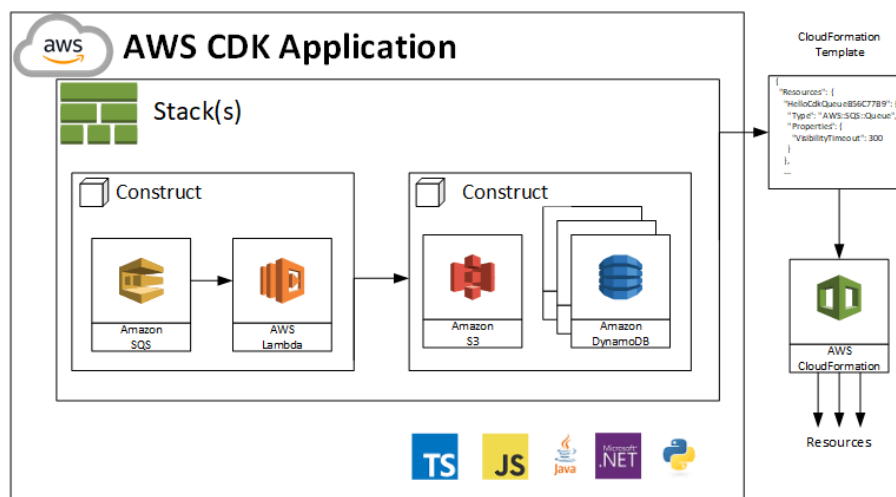 aws
AWS CDK Application
Stack(s)
Construct
Amazon
SQS
AWS
Lambda
Construct
Amazon
S3
Amazon
DynamoDB
TS
JS
Java
Microsoft
.NET
CloudFormation
Template
{
"Resources": {
"HelloCdkQueueB56C77B9": {
"Type": "AWS::SQS::Queue",
"Properties": {
"VisibilityTimeout": 300
}
},
...
AWS
CloudFormation
Resources